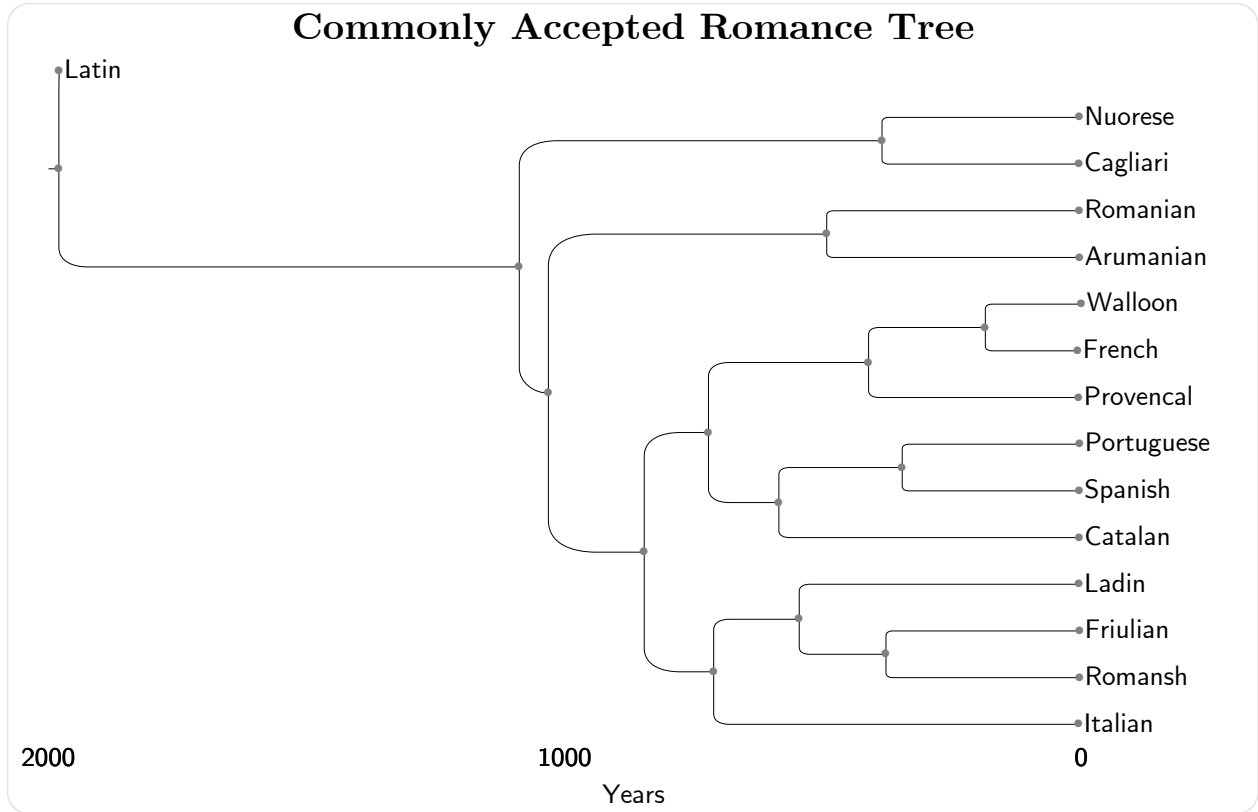 Commonly Accepted Romance Tree
Latin
Nuorese
Cagliari
Romanian
Arumanian
Walloon
French
Provencal
Portuguese
Spanish
Catalan
Ladin
Friulian
Romansh
Italian
2000 1000 0
Years